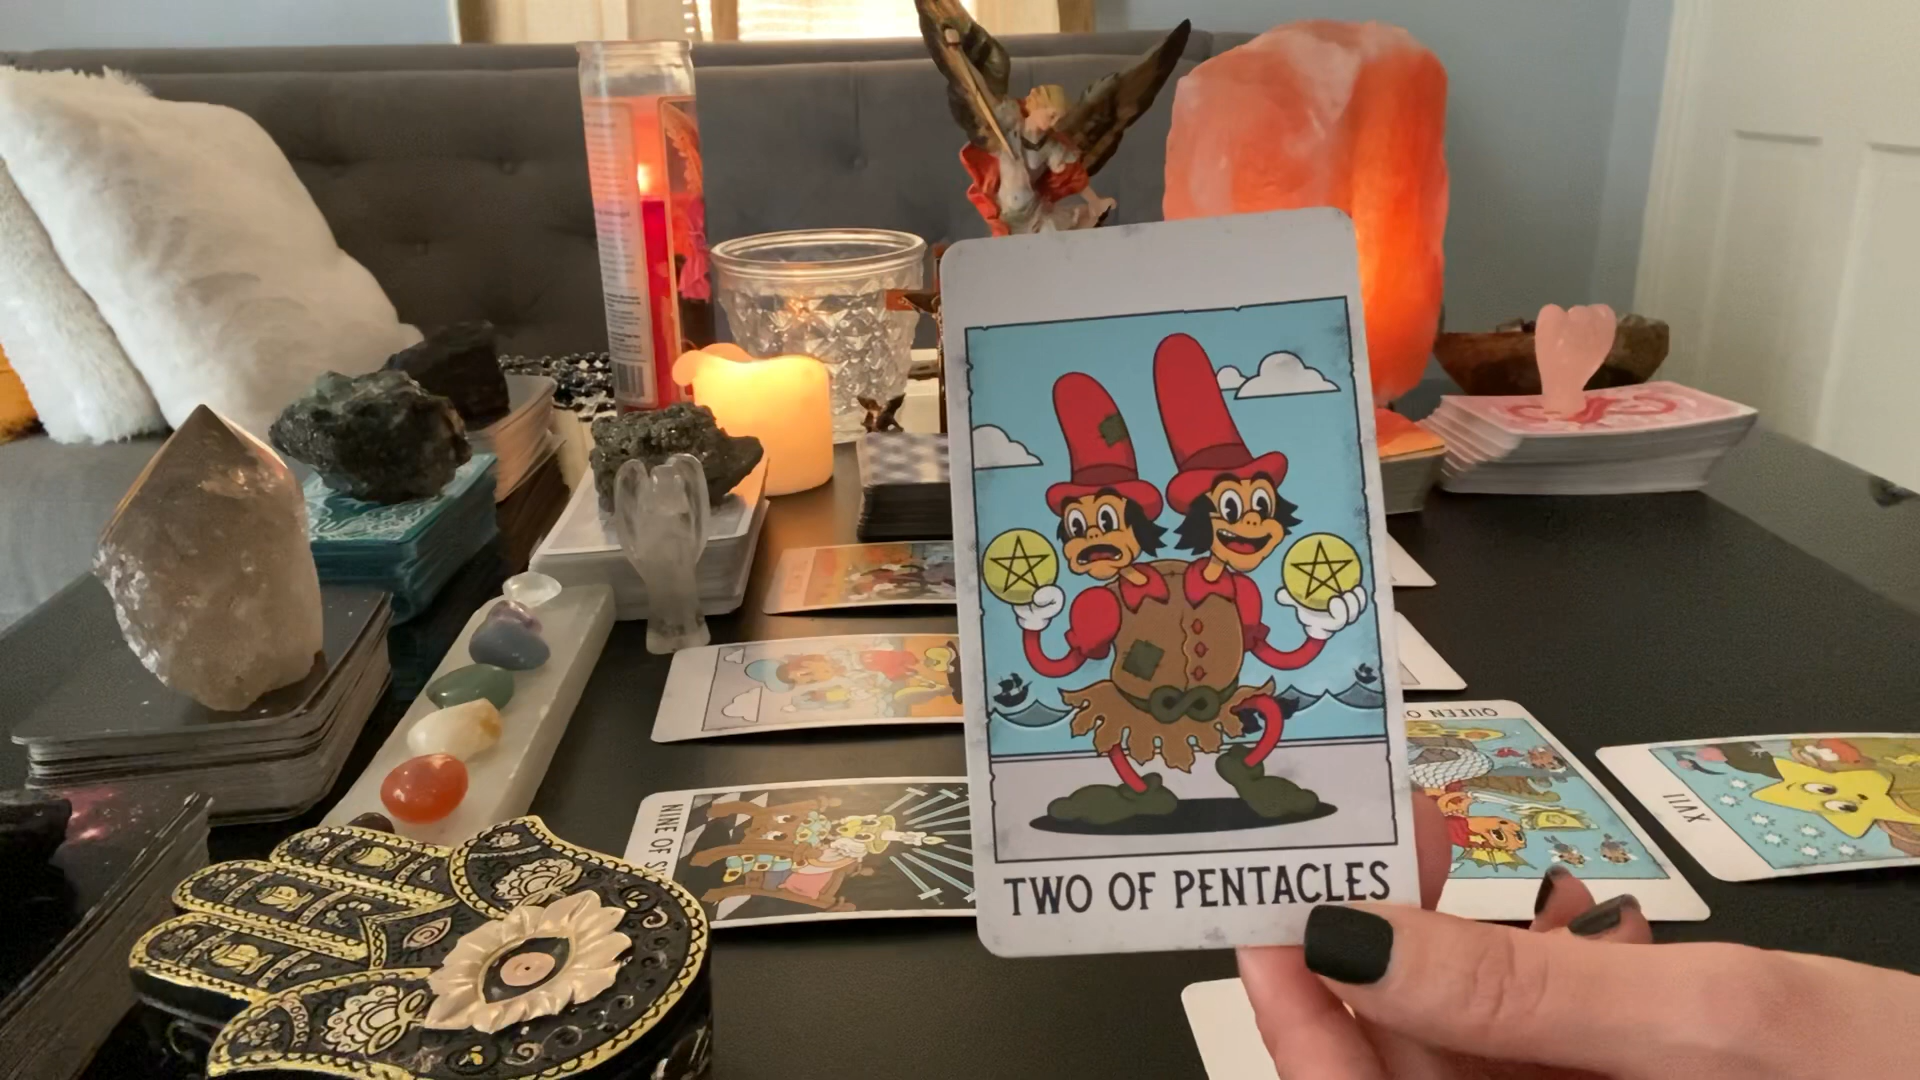 TWO OF PENTACLES
NINE OF
QUEEN O
XVII